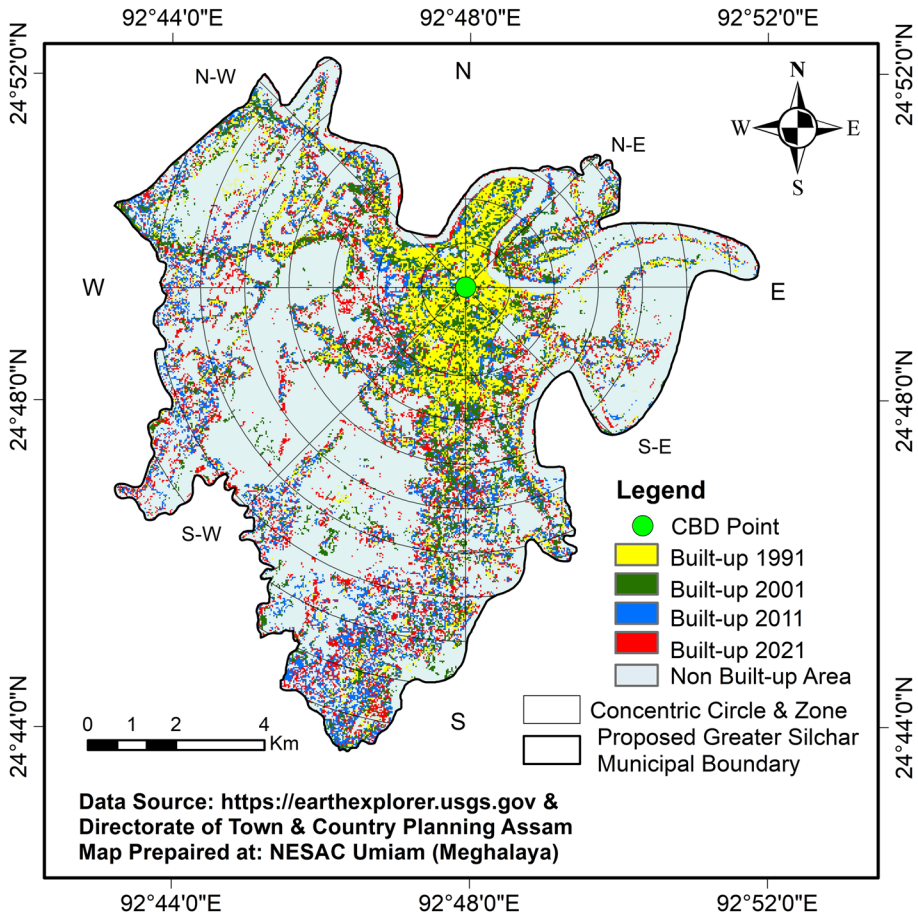 92°44'0"E 92°48'0"E 92°52'0"E
24°52'0"N 24°52'0"N
N-W N
N
N-E
W E
S
W E
24°48'0"N 24°48'0"N
S-E
Legend
S-W
CBD Point
Built-up 1991
Built-up 2001
Built-up 2011
Built-up 2021
Non Built-up Area
Concentric Circle & Zone
Proposed Greater Silchar
Municipal Boundary
S
24°44'0"N 24°44'0"N
0 1 2 4
Km
Data Source: https://earthexplorer.usgs.gov &
Directorate of Town & Country Planning Assam
Map Prepaired at: NESAC Umiam (Meghalaya)
92°44'0"E 92°48'0"E 92°52'0"E